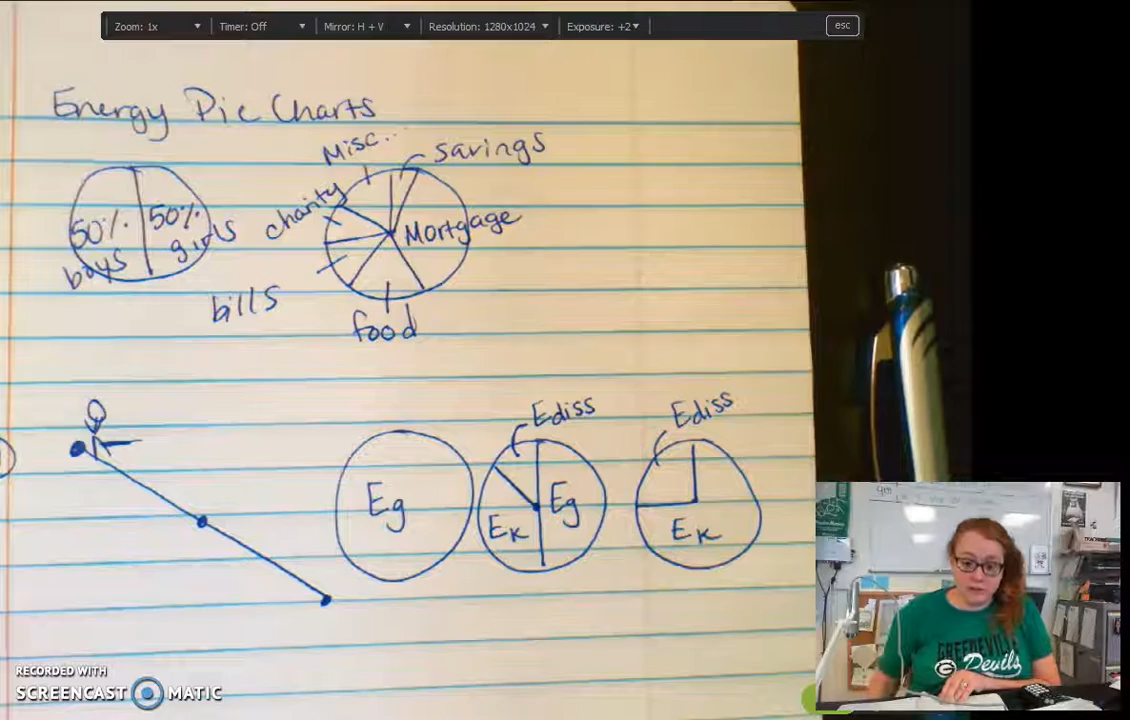 Zoom: 1x Timer: Off Mirror: H + V Resolution: 1280x1024 Exposure: +2 esc
Energy Pie Charts
50% boys
50% girls
Misc..
savings
charity
Mortgage
bills
food
Eg
Ediss
Ek
Eg
Ediss
Ek
GREENEVILLE
G Devils
RECORDED WITH
SCREENCAST MATIC